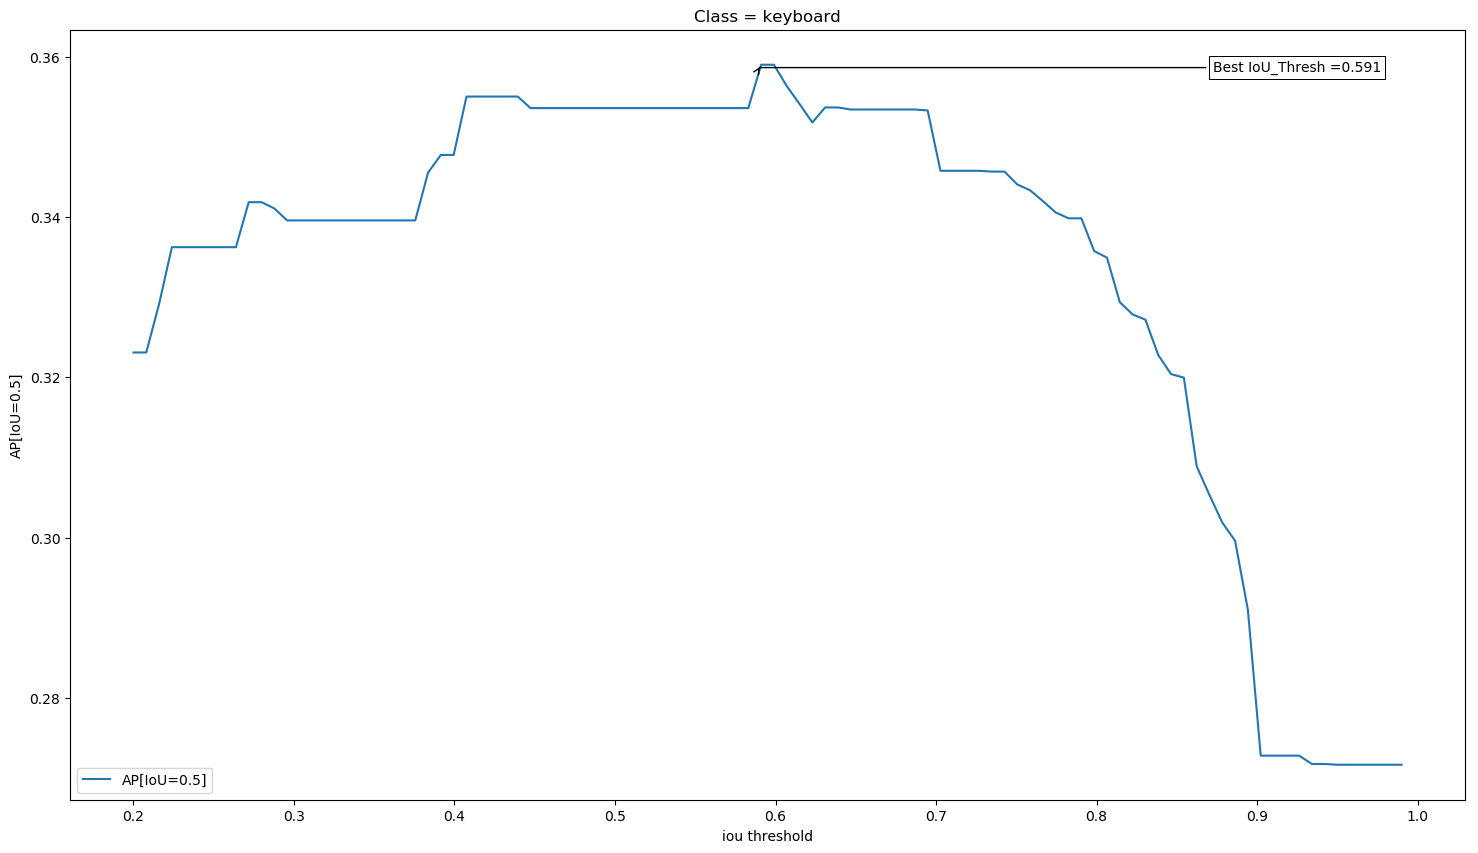 Class = keyboard
0.36
0.34
0.32
0.30
0.28
AP[IoU=0.5]
Best IoU_Thresh =0.591
AP[IoU=0.5]
0.2 0.3 0.4 0.5 0.6 0.7 0.8 0.9 1.0
iou threshold